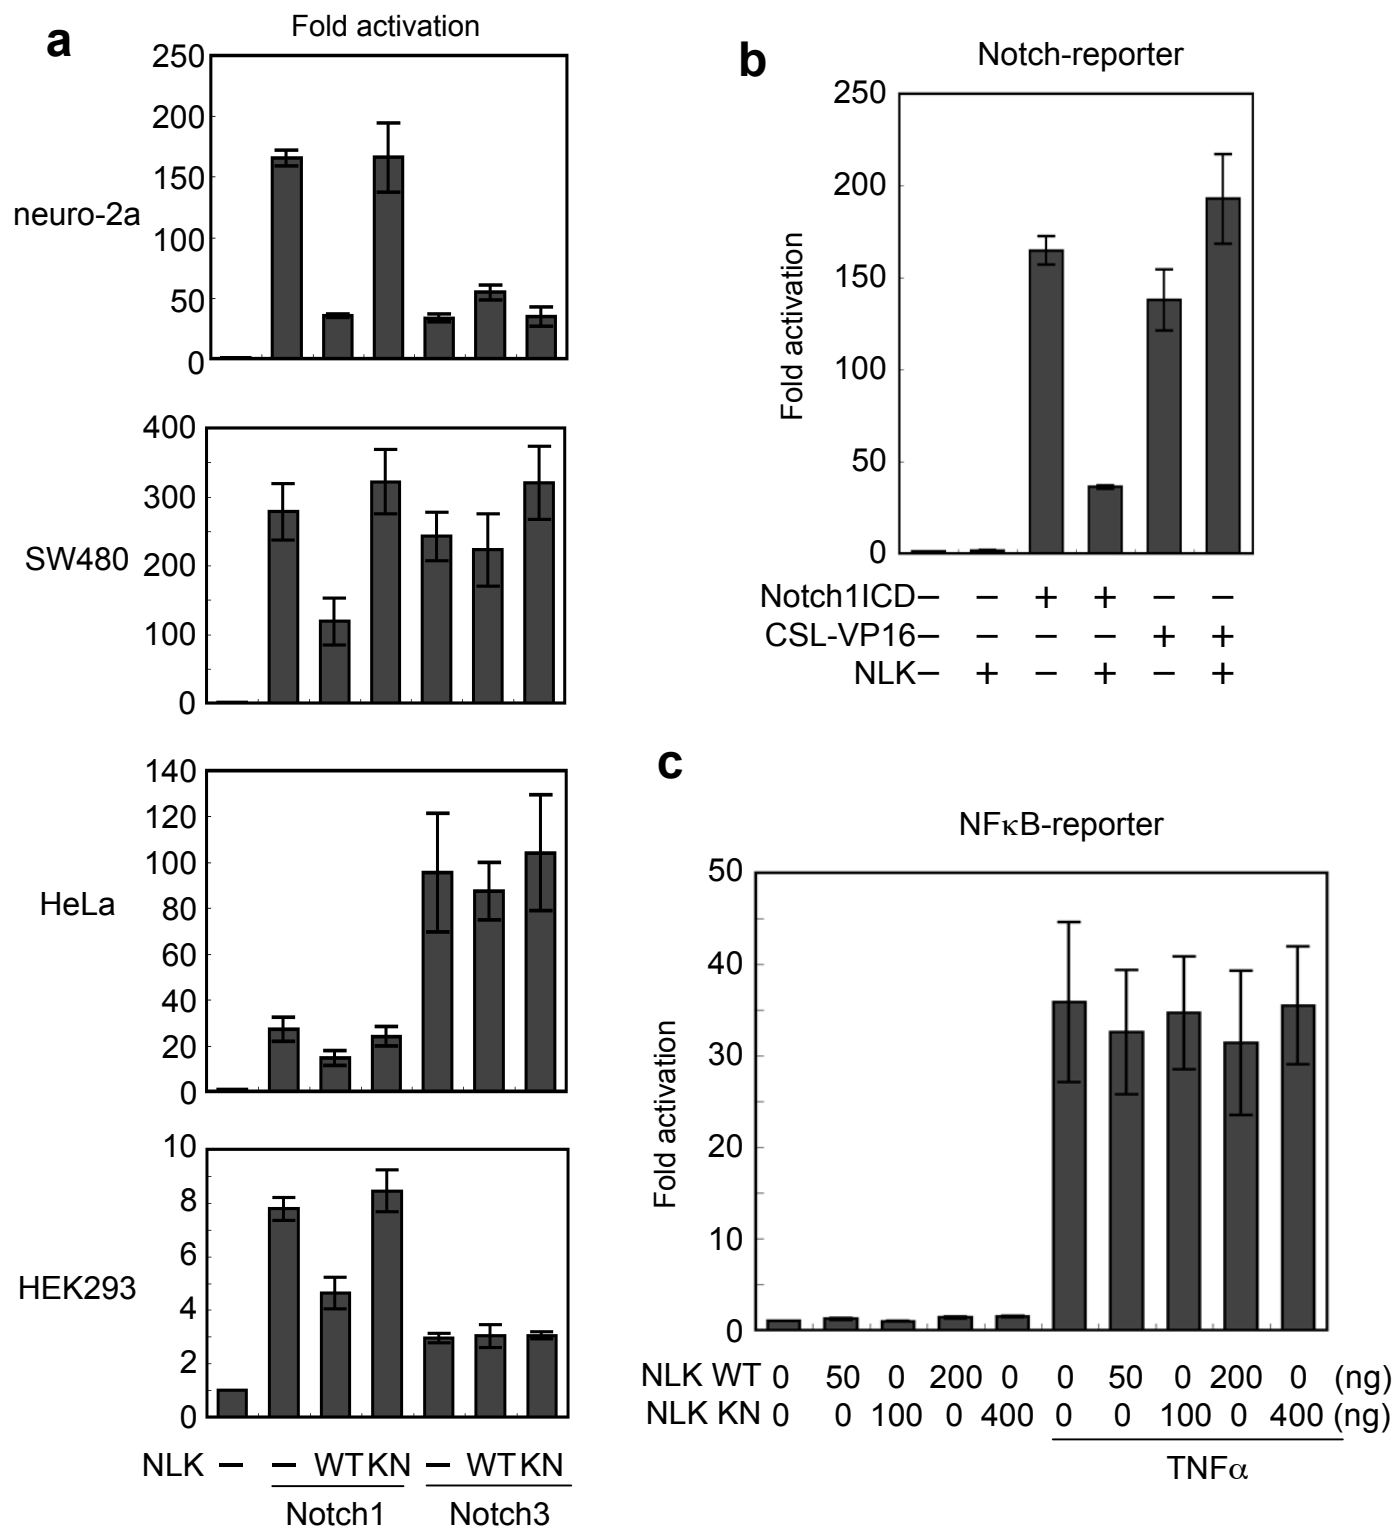 a
Fold activation
neuro-2a
250
200
150
100
50
0
SW480
400
300
200
100
0
HeLa
140
120
100
80
60
40
20
0
HEK293
10
8
6
4
2
0
NLK – – WT KN – WT KN
Notch1 Notch3
b
Notch-reporter
Fold activation
250
200
150
100
50
0
Notch1ICD – – + + – –
CSL-VP16 – – – – + +
NLK – + – + – +
c
NFκB-reporter
Fold activation
50
40
30
20
10
0
NLK WT 0 50 0 200 0 0 50 0 200 0 (ng)
NLK KN 0 0 100 0 400 0 0 100 0 400 (ng)
TNFα